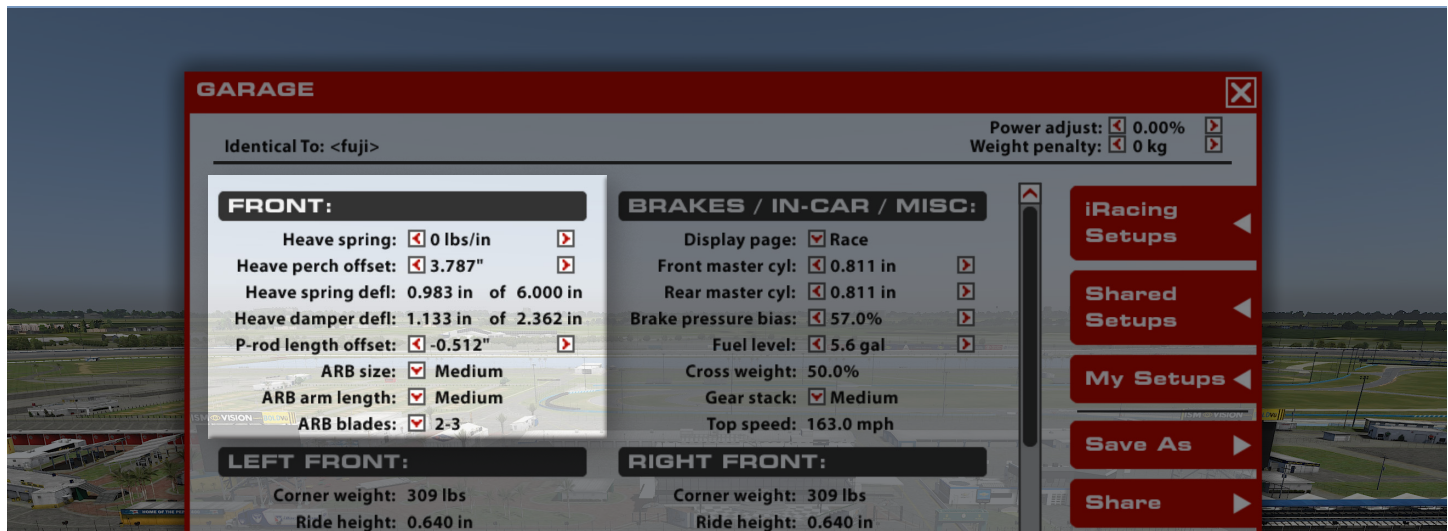 GARAGE
Identical To: <fuji>
Power adjust: 0.00%
Weight penalty: 0 kg
FRONT:
Heave spring: 0 lbs/in
Heave perch offset: 3.787"
Heave spring defl: 0.983 in of 6.000 in
Heave damper defl: 1.133 in of 2.362 in
P-rod length offset: -0.512"
ARB size: Medium
ARB arm length: Medium
ARB blades: 2-3
BRAKES / IN-CAR / MISC:
Display page: Race
Front master cyl: 0.811 in
Rear master cyl: 0.811 in
Brake pressure bias: 57.0%
Fuel level: 5.6 gal
Cross weight: 50.0%
Gear stack: Medium
Top speed: 163.0 mph
LEFT FRONT:
Corner weight: 309 lbs
Ride height: 0.640 in
RIGHT FRONT:
Corner weight: 309 lbs
Ride height: 0.640 in
iRacing
Setups
Shared
Setups
My Setups
Save As
Share